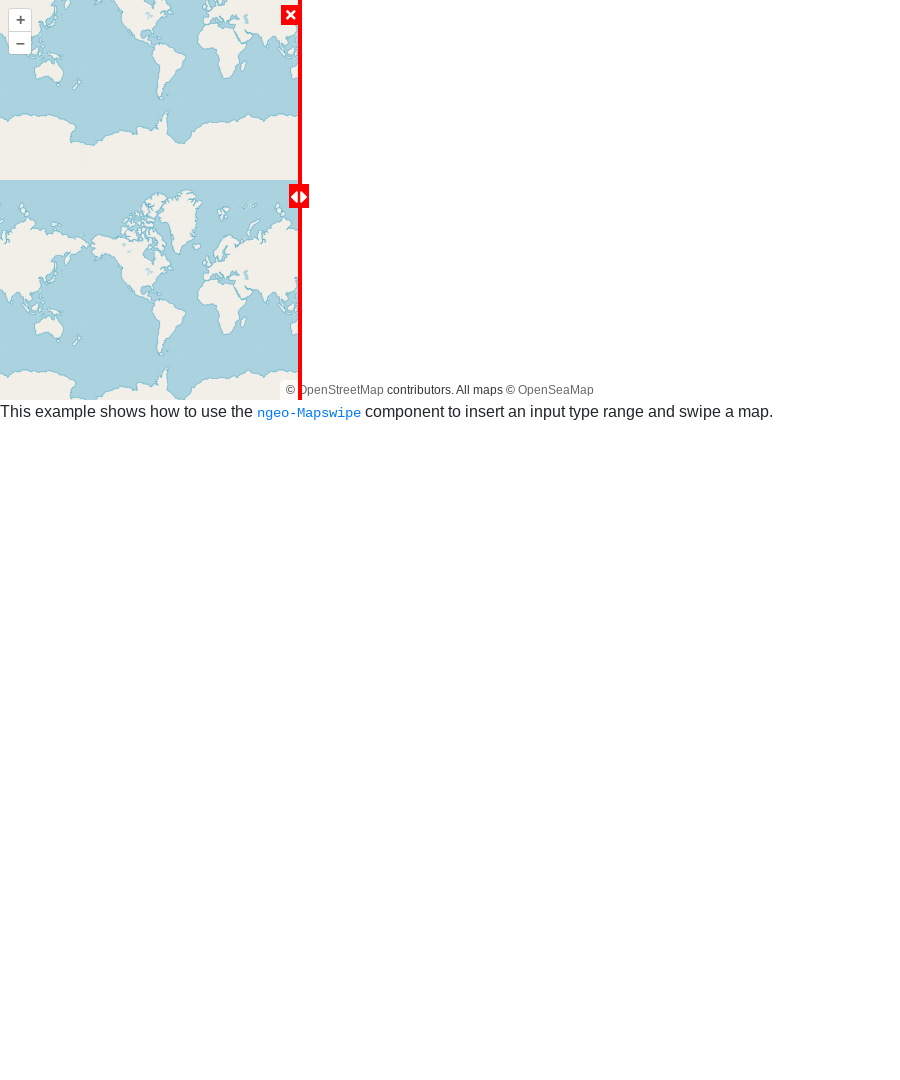 +
−
© OpenStreetMap contributors. All maps © OpenSeaMap
This example shows how to use the ngeo-Mapswipe component to insert an input type range and swipe a map.